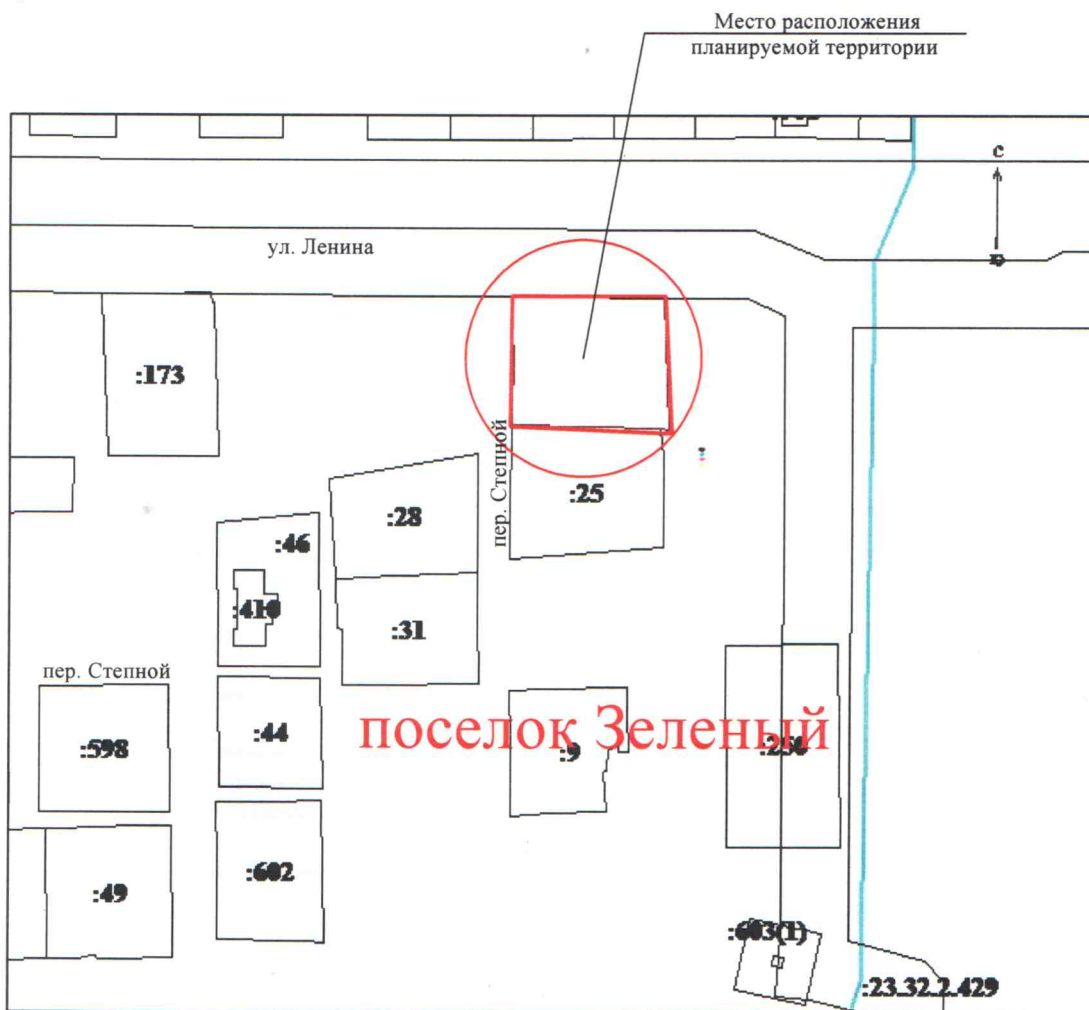 Место расположения
планируемой территории
с
ул. Ленина
:173
пер. Степной
:25
:28
:46
:410
:31
пер. Степной
:598
:44
поселок Зеленый
:9
:250
:49
:602
:603(1)
:23.32.2.429